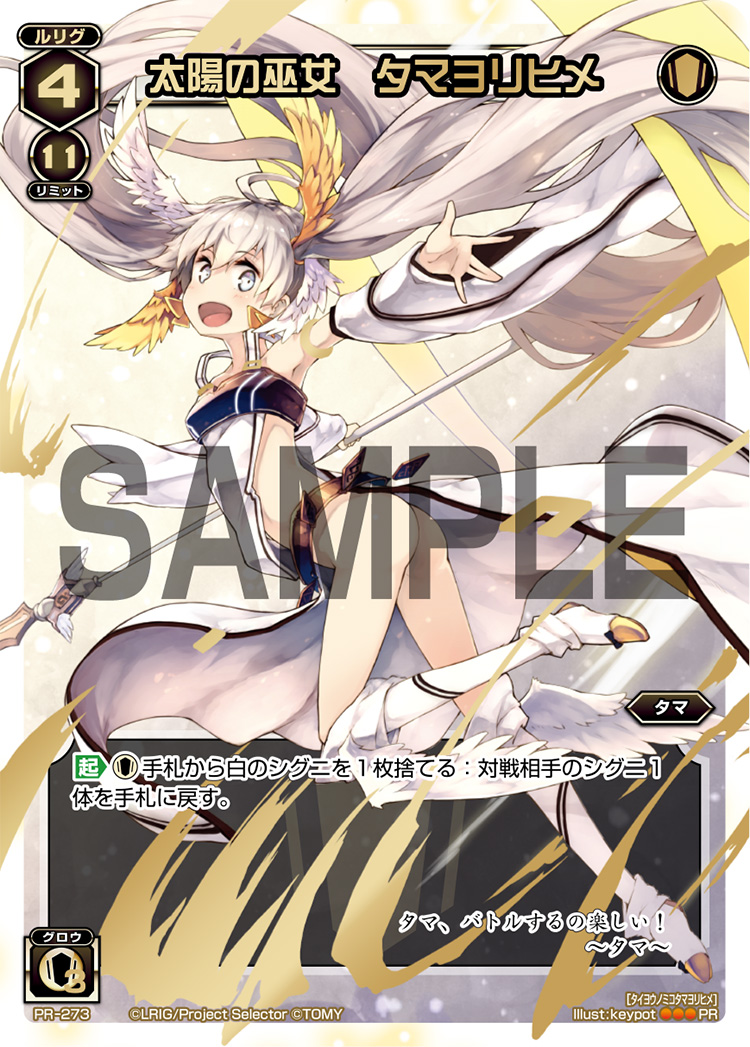 ルリグ
4
太陽の巫女 タマヨリヒメ
11
リミット
SAMPLE
タマ
起 手札から白のシグニを1枚捨てる：対戦相手のシグニ1
体を手札に戻す。
タマ、バトルするの楽しい！
～タマ～
グロウ
3
[タイヨウノミコタマヨリヒメ]
PR-273 ©LRIG/Project Selector ©TOMY Illust:keypot PR